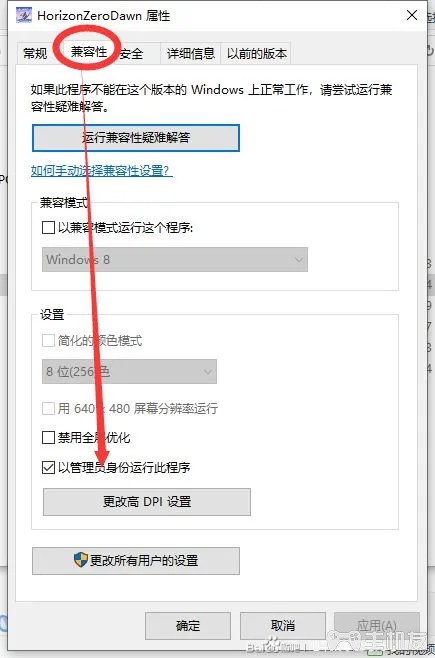 HorizonZeroDawn 属性
常规
兼容性
安全
详细信息
以前的版本
如果此程序不能在这个版本的 Windows 上正常工作，请尝试运行兼
容性疑难解答。
运行兼容性疑难解答
如何手动选择兼容性设置?
兼容模式
以兼容模式运行这个程序:
Windows 8
设置
简化的颜色模式
8 位(256)色
用 640 x 480 屏幕分辨率运行
禁用全屏优化
以管理员身份运行此程序
更改高 DPI 设置
更改所有用户的设置
确定
取消
应用(A)
我的视频